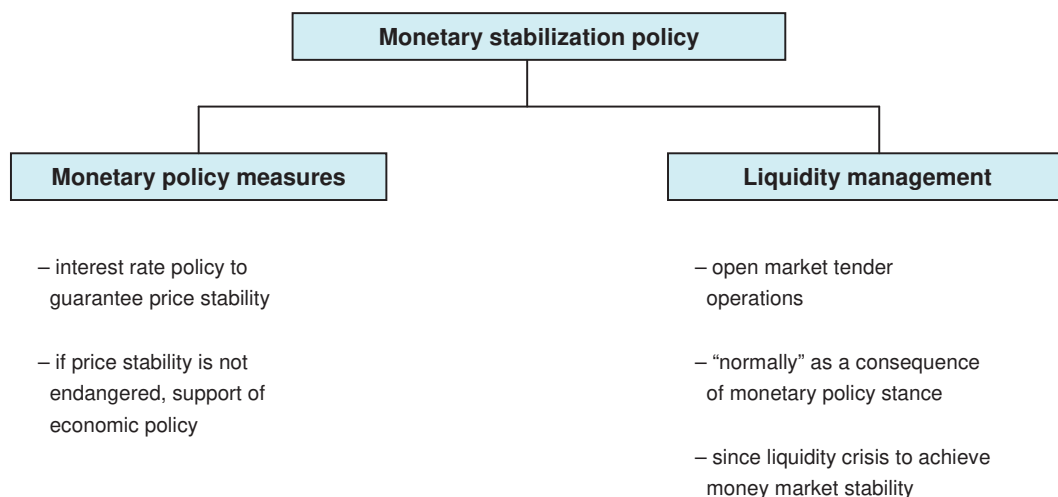 Monetary stabilization policy
Monetary policy measures
– interest rate policy to
guarantee price stability
– if price stability is not
endangered, support of
economic policy
Liquidity management
– open market tender
operations
– “normally” as a consequence
of monetary policy stance
– since liquidity crisis to achieve
money market stability